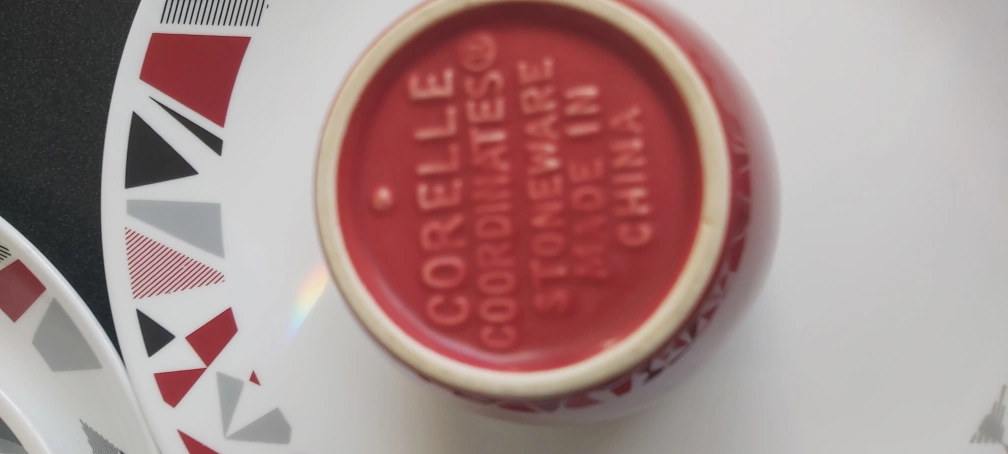 CORELLE
COORDINATES®
STONEWARE
MADE IN
CHINA